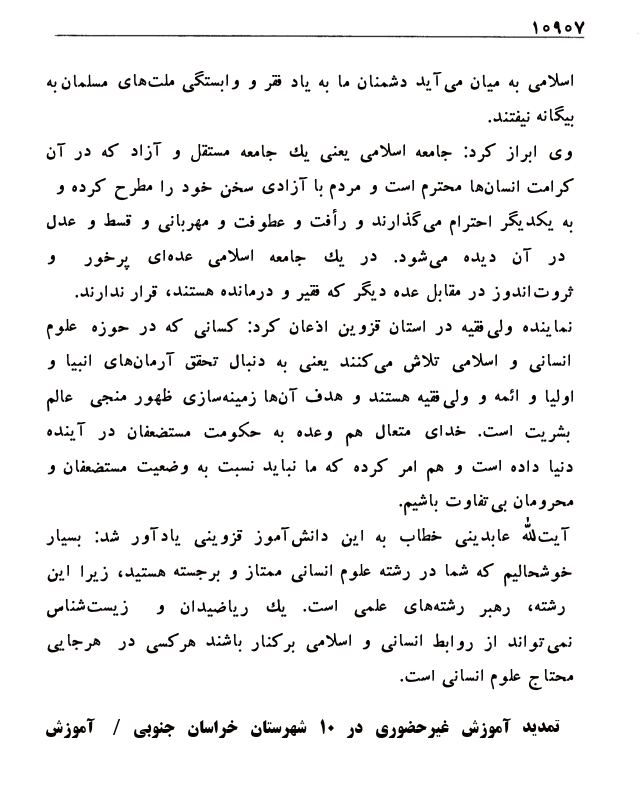 ۱۰۹۰۷
اسلامی به میان می‌آید دشمنان ما به یاد فقر و وابستگی ملت‌های مسلمان به
بیگانه نیفتند.
وی ابراز کرد: جامعه اسلامی یعنی یك جامعه مستقل و آزاد که در آن
کرامت انسان‌ها محترم است و مردم با آزادی سخن خود را مطرح کرده و
به یکدیگر احترام می‌گذارند و رأفت و عطوفت و مهربانی و قسط و عدل
در آن دیده می‌شود. در یك جامعه اسلامی عده‌ای پرخور و
ثروت‌اندوز در مقابل عده دیگر که فقیر و درمانده هستند، قرار ندارند.
نماینده ولی‌فقیه در استان قزوین اذعان کرد: کسانی که در حوزه علوم
انسانی و اسلامی تلاش می‌کنند یعنی به دنبال تحقق آرمان‌های انبیا و
اولیا و ائمه و ولی‌فقیه هستند و هدف آن‌ها زمینه‌سازی ظهور منجی عالم
بشریت است. خدای متعال هم وعده به حکومت مستضعفان در آینده
دنیا داده است و هم امر کرده که ما نباید نسبت به وضعیت مستضعفان و
محرومان بی‌تفاوت باشیم.
آیت‌الله عابدینی خطاب به این دانش‌آموز قزوینی یادآور شد: بسیار
خوشحالیم که شما در رشته علوم انسانی ممتاز و برجسته هستید، زیرا این
رشته، رهبر رشته‌های علمی است. یك ریاضیدان و زیست‌شناس
نمی‌تواند از روابط انسانی و اسلامی برکنار باشند هرکسی در هرجایی
محتاج علوم انسانی است.
تمدید آموزش غیرحضوری در ۱۰ شهرستان خراسان جنوبی / آموزش